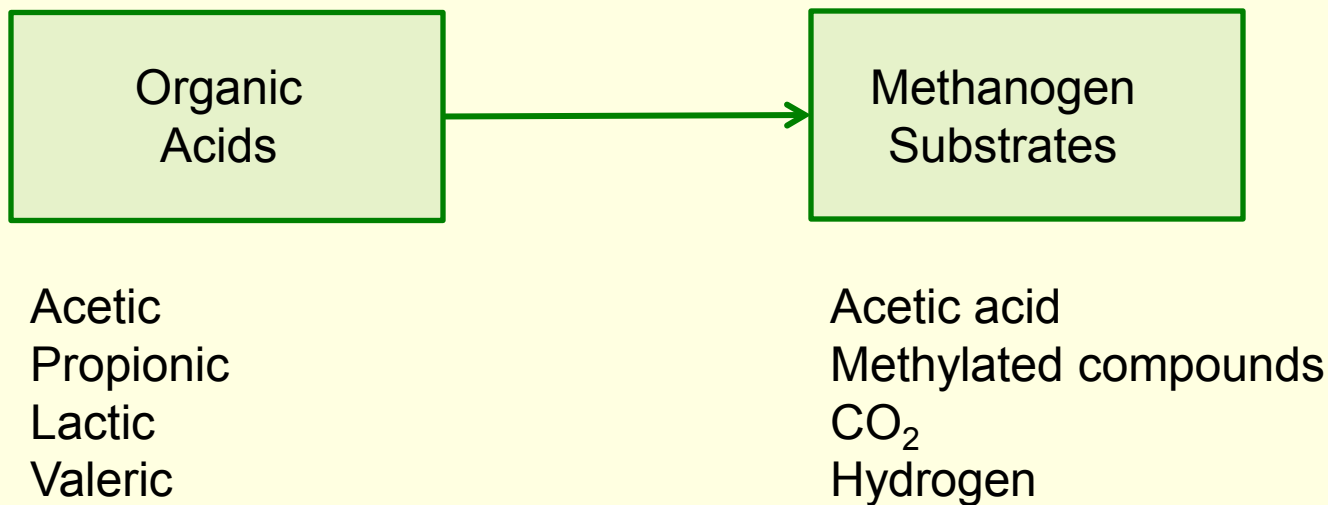 Organic
Acids
Methanogen
Substrates
Acetic
Propionic
Lactic
Valeric
Acetic acid
Methylated compounds
CO₂
Hydrogen